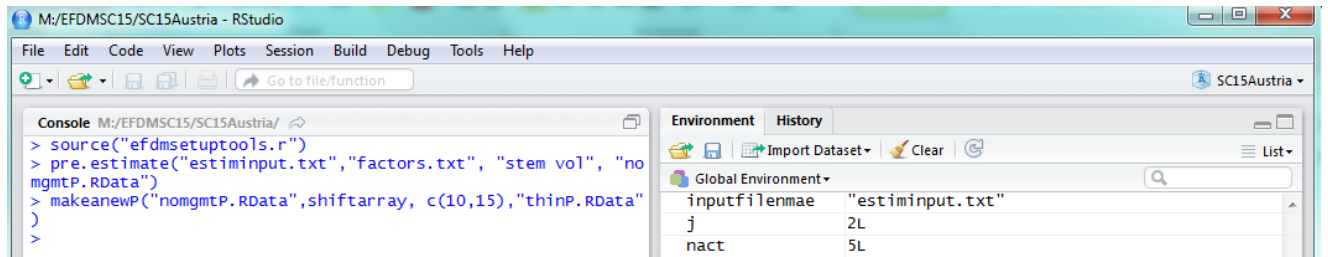 M:/EFDMSC15/SC15Austria - RStudio
File Edit Code View Plots Session Build Debug Tools Help
Go to file/function
SC15Austria
Console M:/EFDMSC15/SC15Austria/
> source("efdmsetuptools.r")
> pre.estimate("estiminput.txt","factors.txt", "stem vol", "no
mgmtP.RData")
> makeanewP("nomgmtP.RData",shiftarray, c(10,15),"thinP.RData"
)
>
Environment History
Import Dataset Clear List
Global Environment
inputfilenmae "estiminput.txt"
j 2L
nact 5L